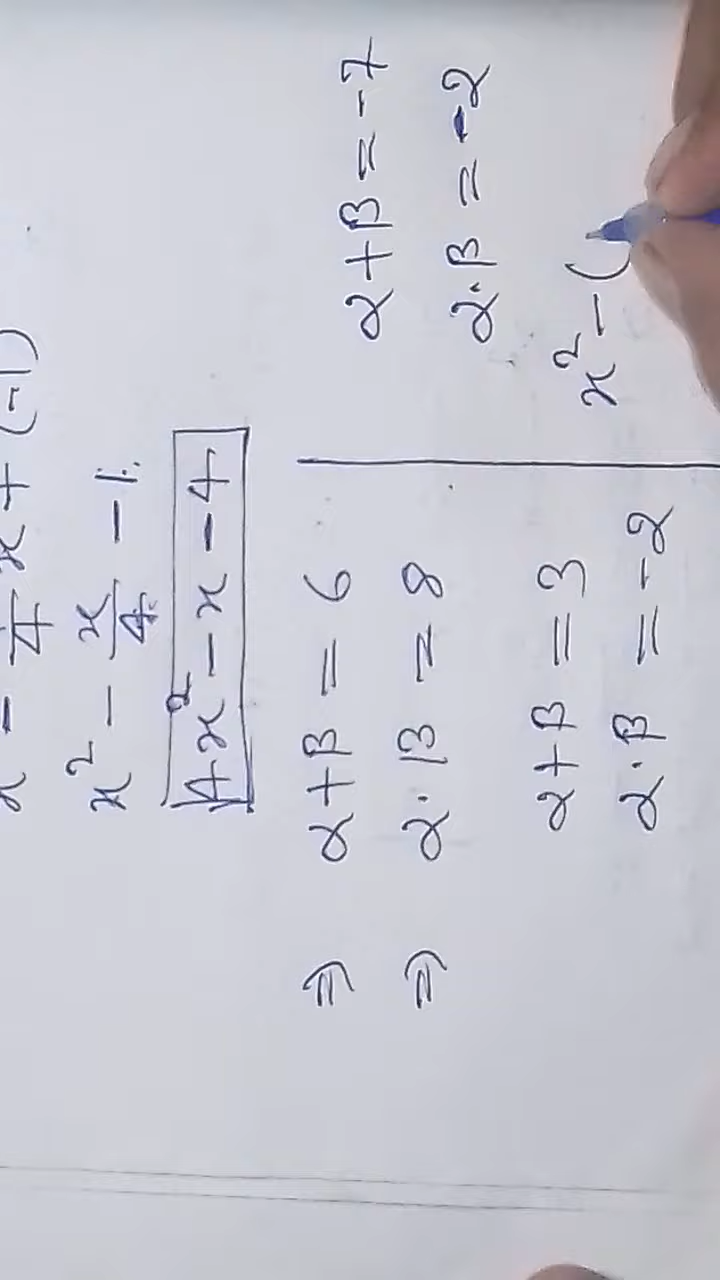 x² - x/4 - 1
4x² - x - 4
⇒ α+β = 6
⇒ α·β = 8
α+β = 3
α·β = -2
α+β = -7
α·β = -2
x² - (